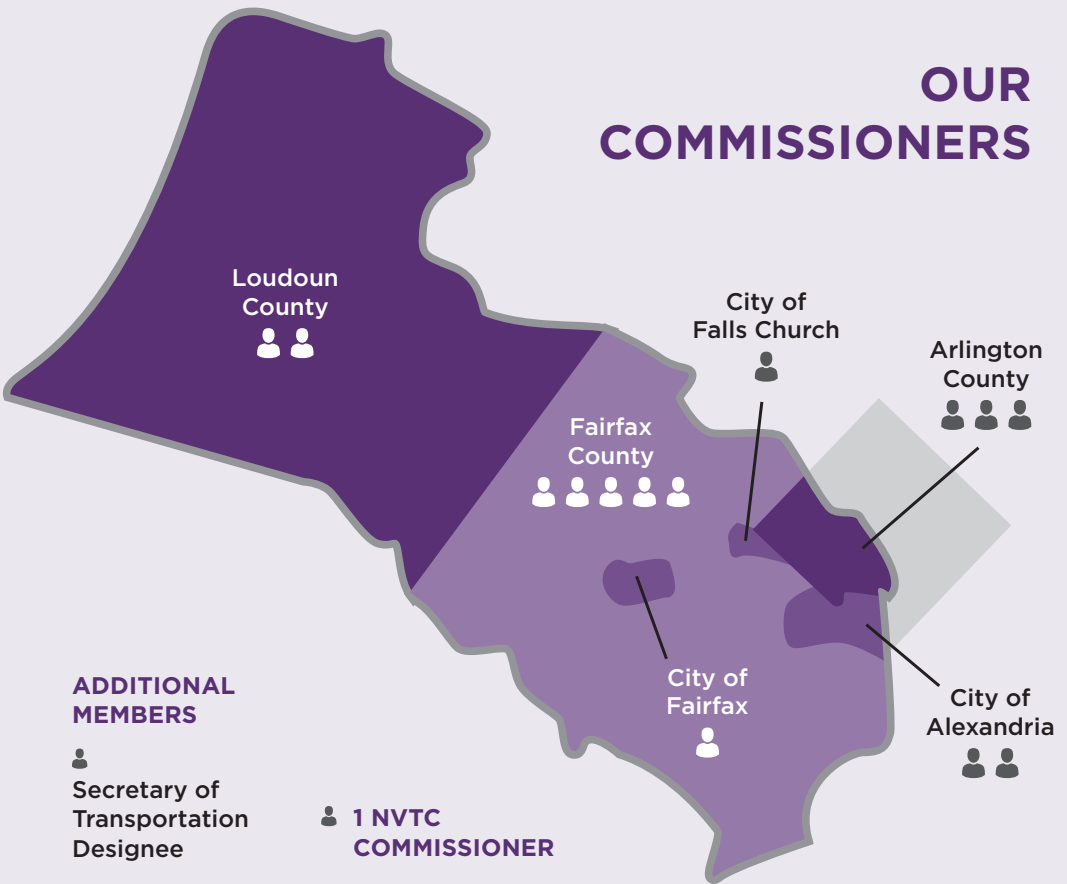 OUR
COMMISSIONERS
Loudoun
County
City of
Falls Church
Arlington
County
Fairfax
County
City of
Fairfax
City of
Alexandria
ADDITIONAL
MEMBERS
Secretary of
Transportation
Designee
1 NVTC
COMMISSIONER